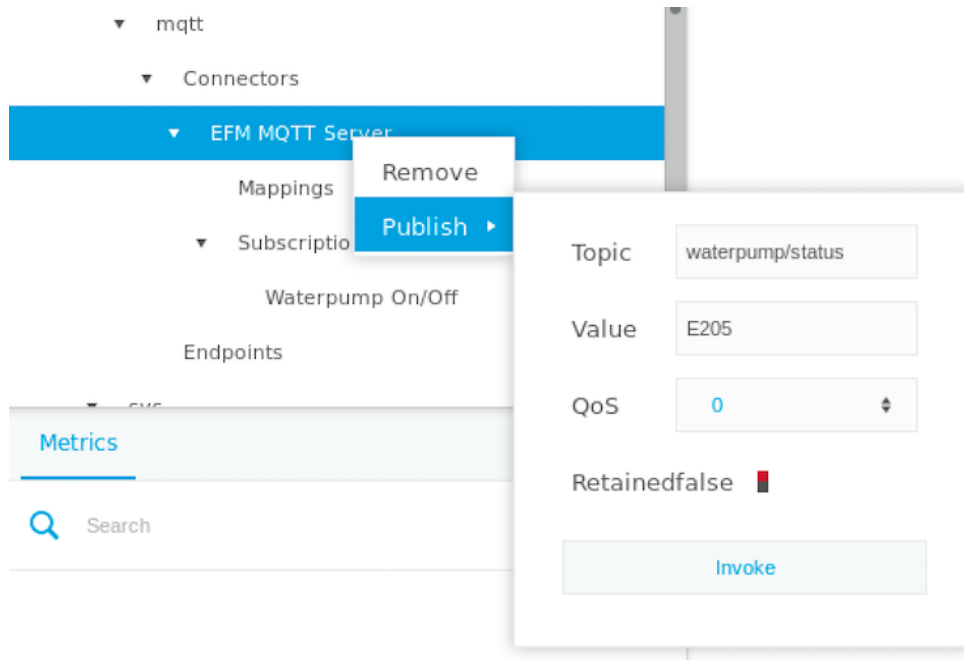 mqtt
Connectors
EFM MQTT Server
Remove
Mappings
Publish
Subscriptio
Waterpump On/Off
Endpoints
Topic waterpump/status
Value E205
QoS 0
Retainedfalse
Invoke
Metrics
Search